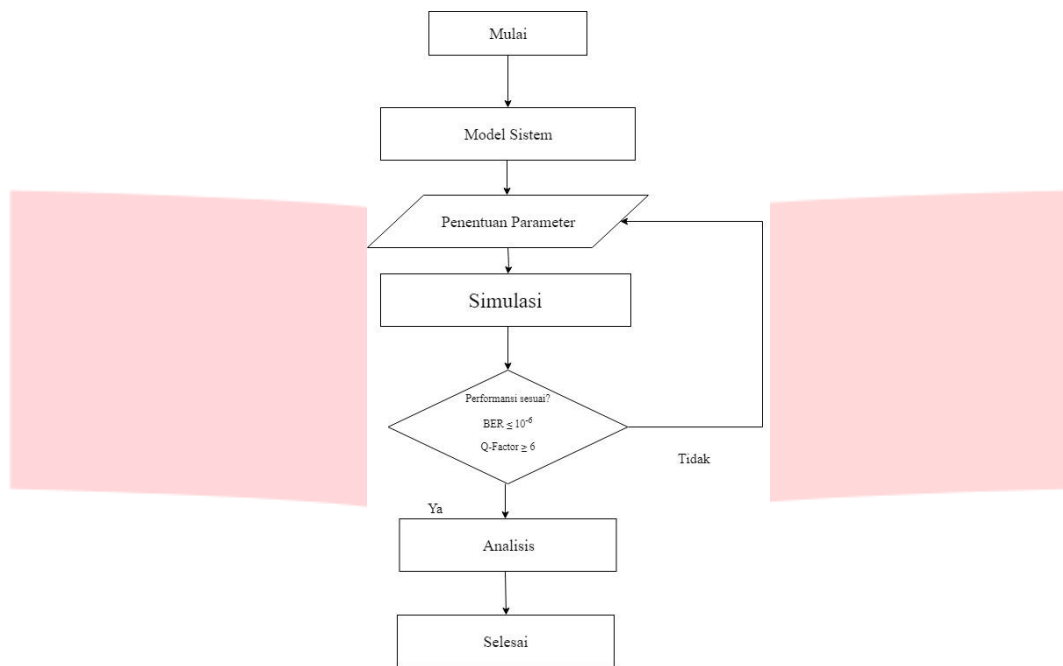 Mulai
Model Sistem
Penentuan Parameter
Simulasi
Performansi sesuai?
BER ≤ 10⁻⁶
Q-Factor ≥ 6
Tidak
Ya
Analisis
Selesai